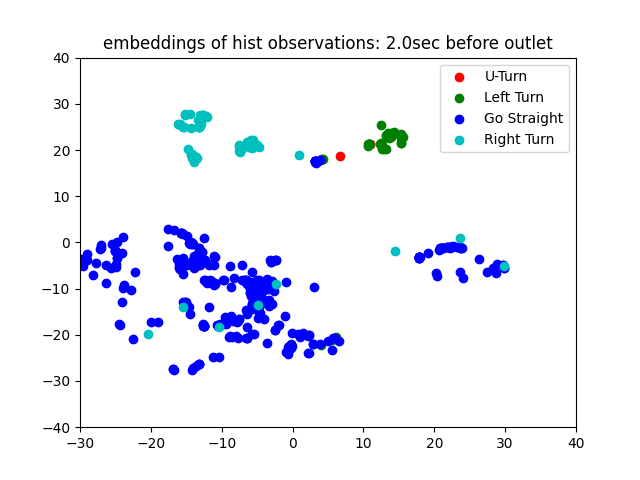 embeddings of hist observations: 2.0sec before outlet
U-Turn
Left Turn
Go Straight
Right Turn
40
30
20
10
0
−10
−20
−30
−40
−30 −20 −10 0 10 20 30 40